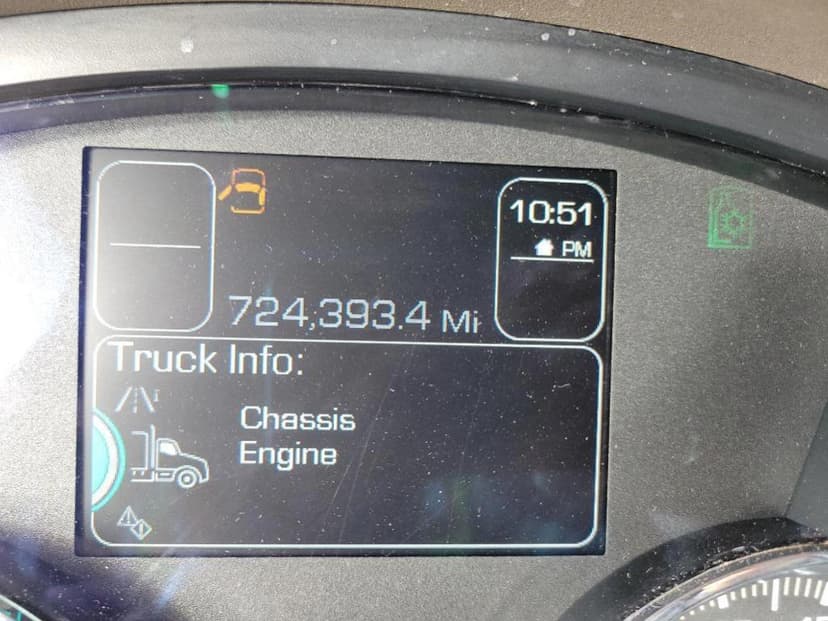 10:51
PM
724,393.4 Mi
Truck Info:
Chassis
Engine